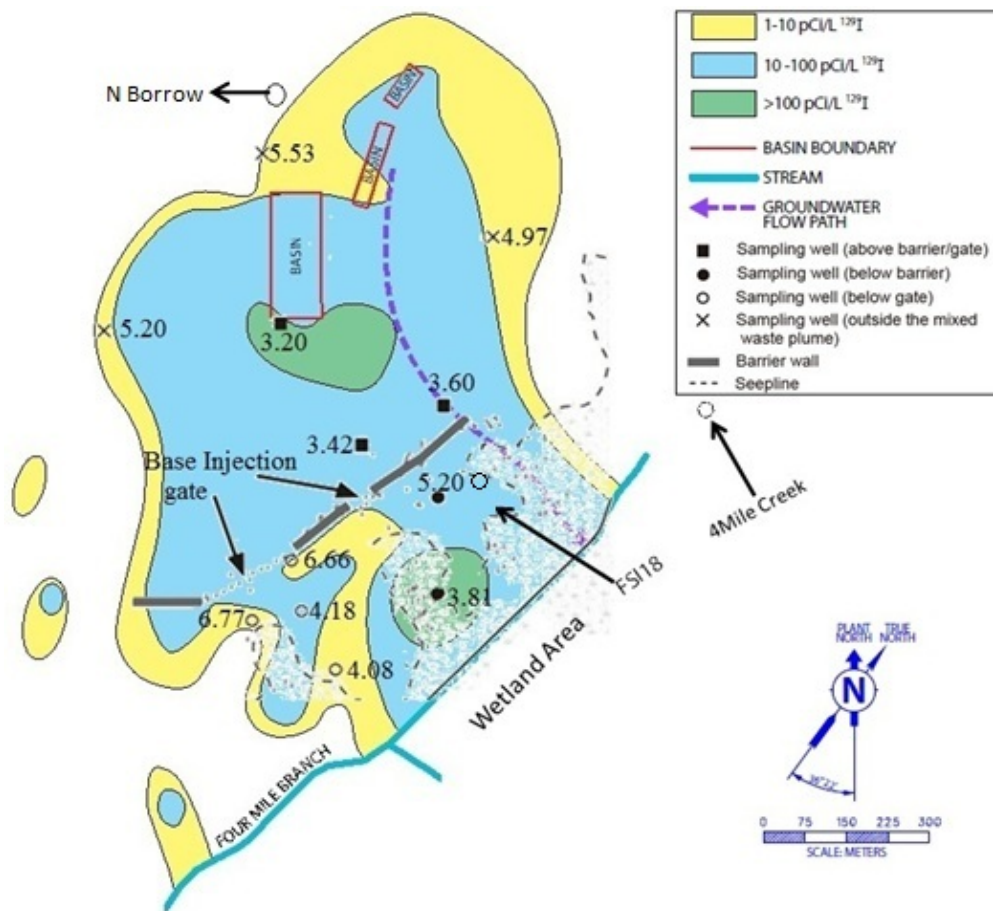 N Borrow
5.53
BASIN
BASIN
4.97
BASIN
5.20
3.20
3.60
3.42
Base Injection
gate
5.20
6.66
FSI18
4Mile Creek
3.81
4.18
6.77
4.08
Wetland Area
FOUR MILE BRANCH
1-10 pCi/L ¹²⁹I
10 -100 pCi/L ¹²⁹I
>100 pCi/L ¹²⁹I
BASIN BOUNDARY
STREAM
GROUNDWATER
FLOW PATH
Sampling well (above barrier/gate)
Sampling well (below barrier)
Sampling well (below gate)
Sampling well (outside the mixed
waste plume)
Barrier wall
Seepline
PLANT
NORTH
TRUE
NORTH
N
0 75 150 225 300
SCALE: METERS